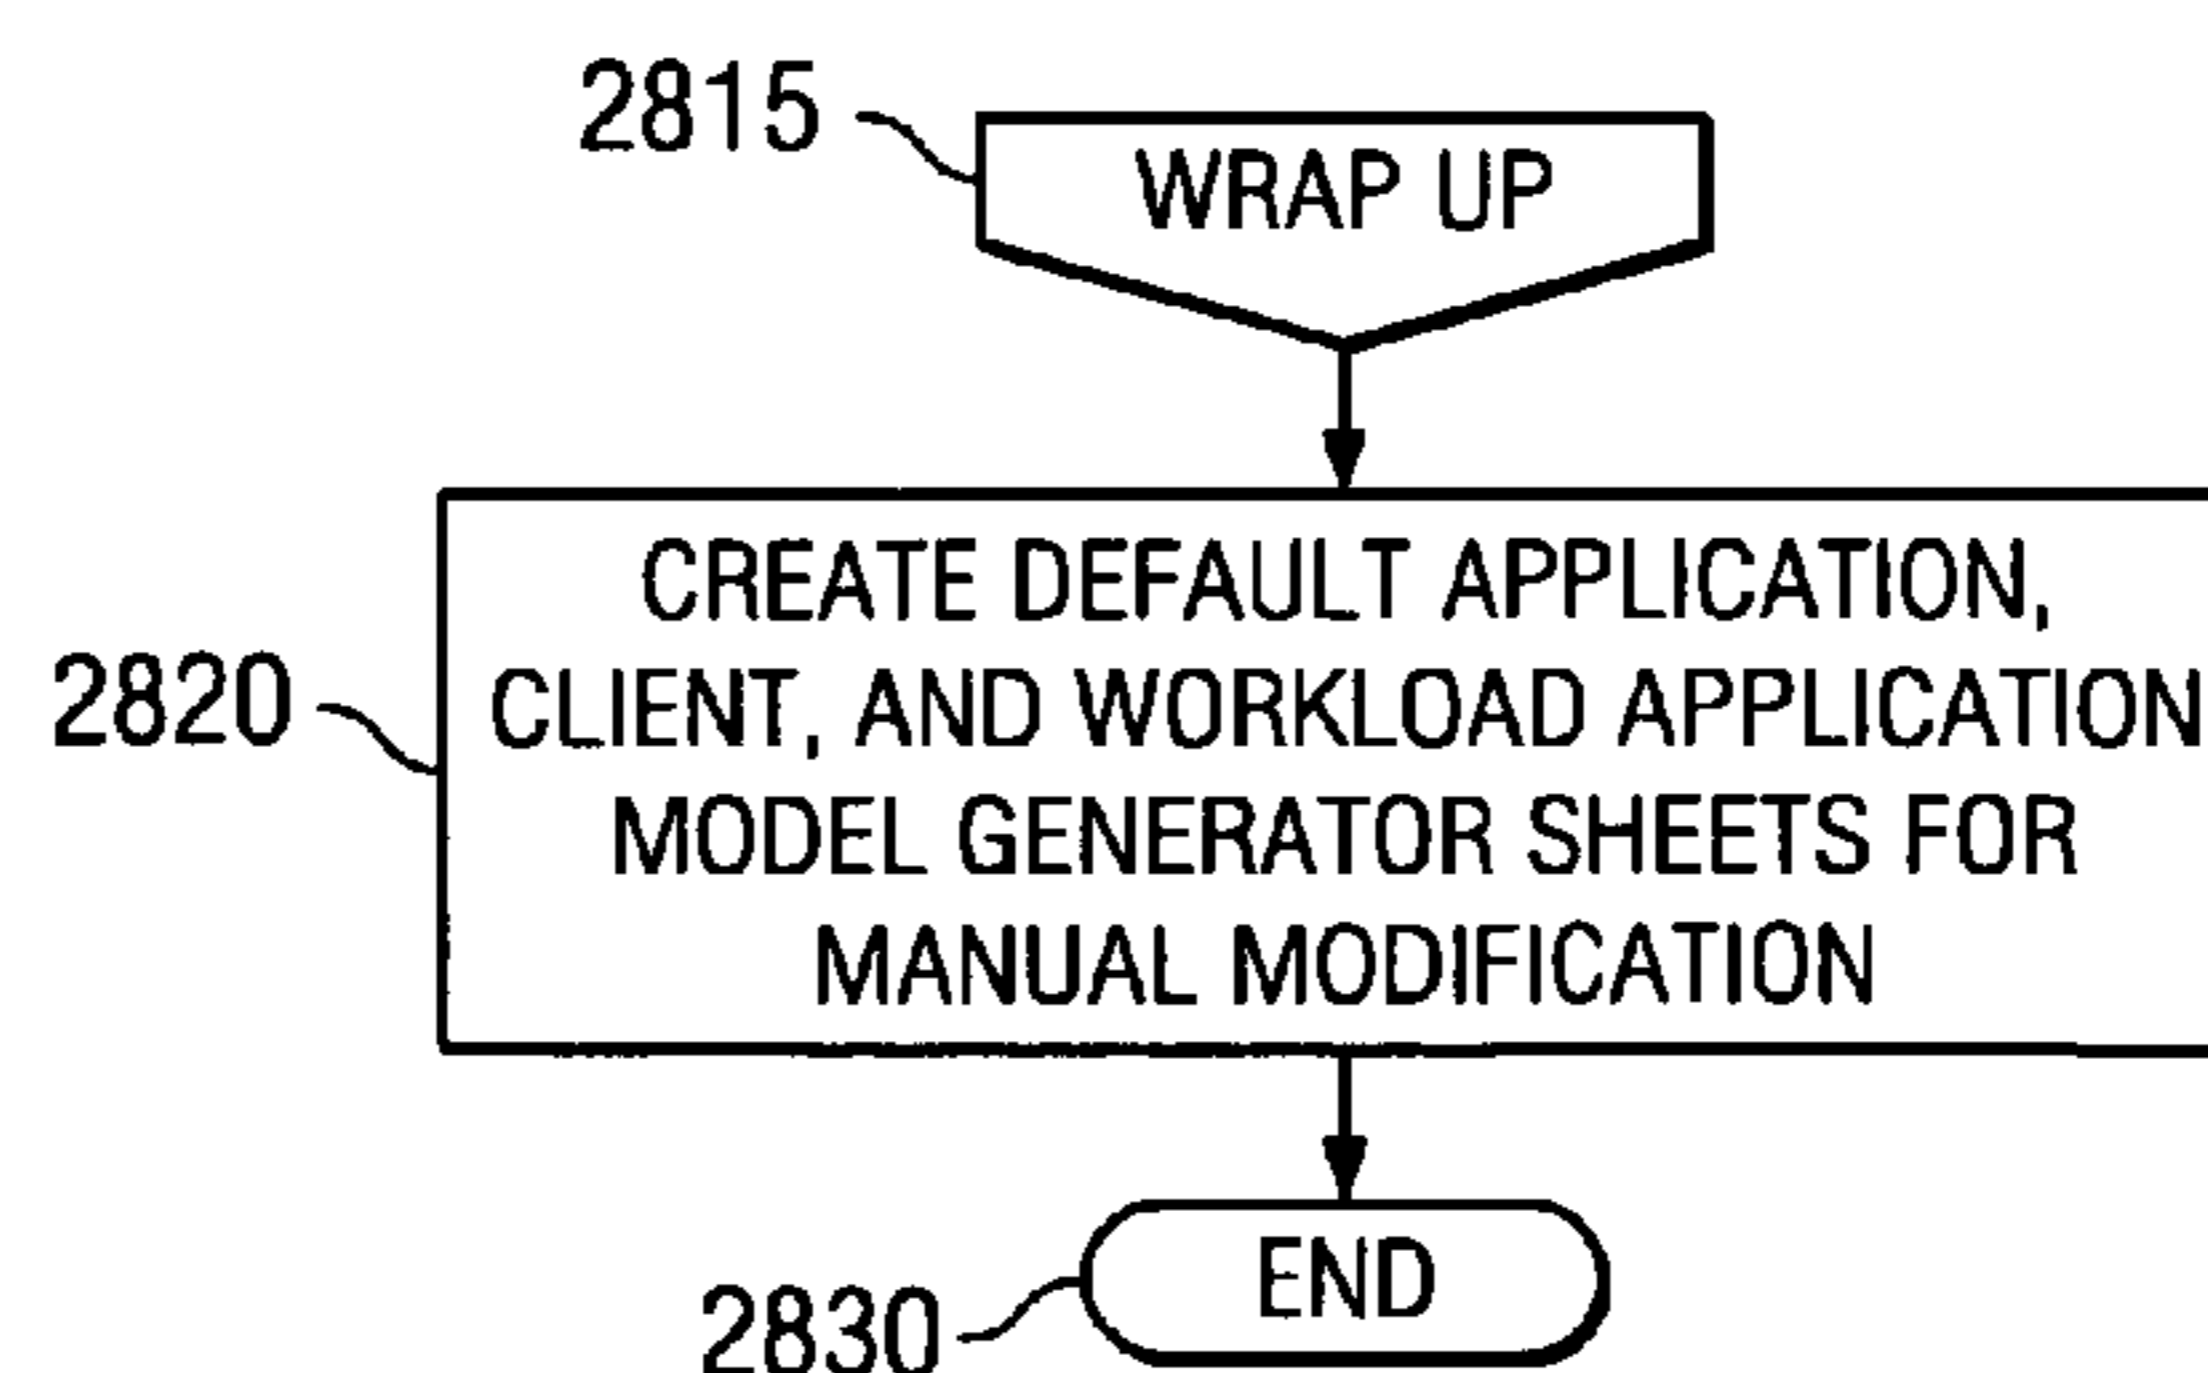 2815
WRAP UP
CREATE DEFAULT APPLICATION,
2820
CLIENT, AND WORKLOAD APPLICATION
MODEL GENERATOR SHEETS FOR
MANUAL MODIFICATION
END
2830